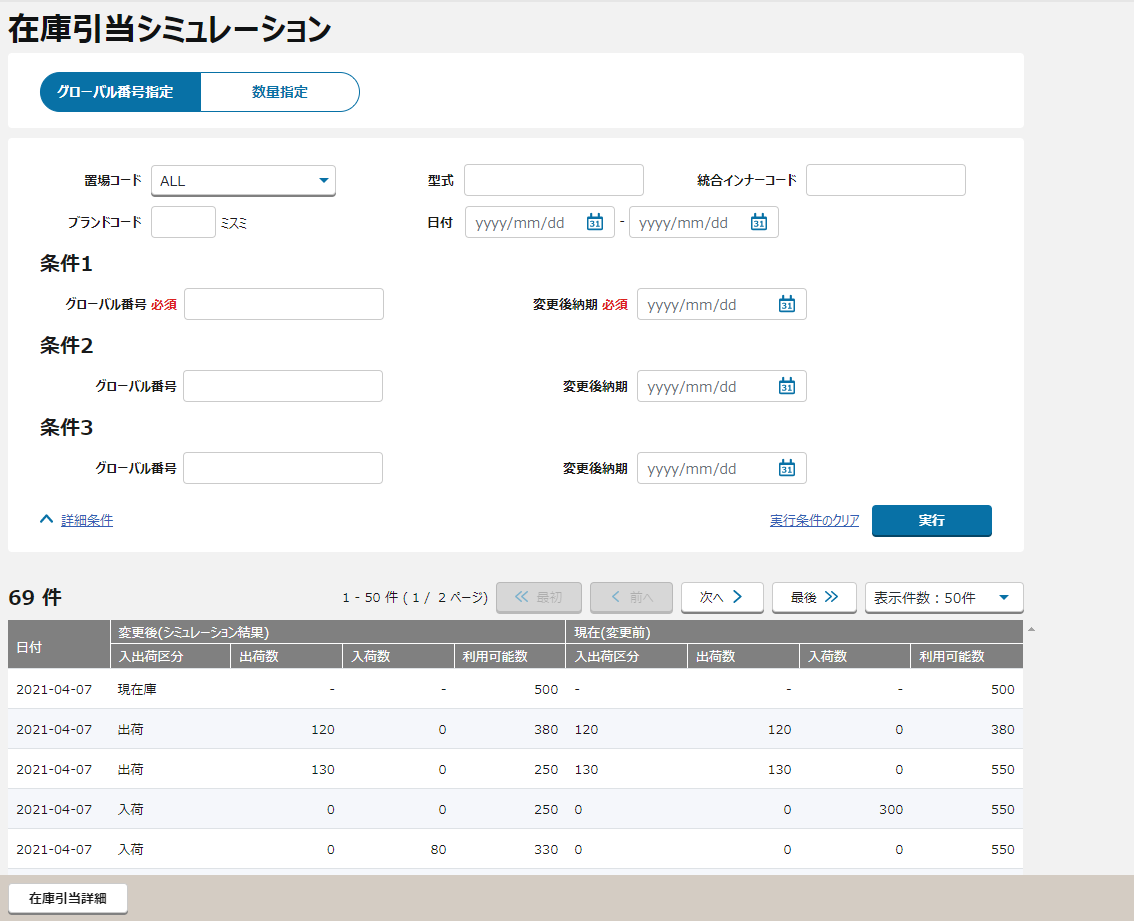 在庫引当シミュレーション
グローバル番号指定 数量指定
置場コード ALL 型式 統合インナーコード
ブランドコード ミスミ 日付 yyyy/mm/dd 31 - yyyy/mm/dd 31
条件1
グローバル番号 必須 変更後納期 必須 yyyy/mm/dd 31
条件2
グローバル番号 変更後納期 yyyy/mm/dd 31
条件3
グローバル番号 変更後納期 yyyy/mm/dd 31
詳細条件 実行条件のクリア 実行
69 件 1 - 50 件 ( 1 / 2 ページ) 最初 前へ 次へ 最後 表示件数：50件
日付 変更後(シミュレーション結果) 現在(変更前)
入出荷区分 出荷数 入荷数 利用可能数 入出荷区分 出荷数 入荷数 利用可能数
2021-04-07 現在庫 - - 500 - - - 500
2021-04-07 出荷 120 0 380 120 120 0 380
2021-04-07 出荷 130 0 250 130 130 0 550
2021-04-07 入荷 0 0 250 0 0 300 550
2021-04-07 入荷 0 80 330 0 0 0 550
在庫引当詳細